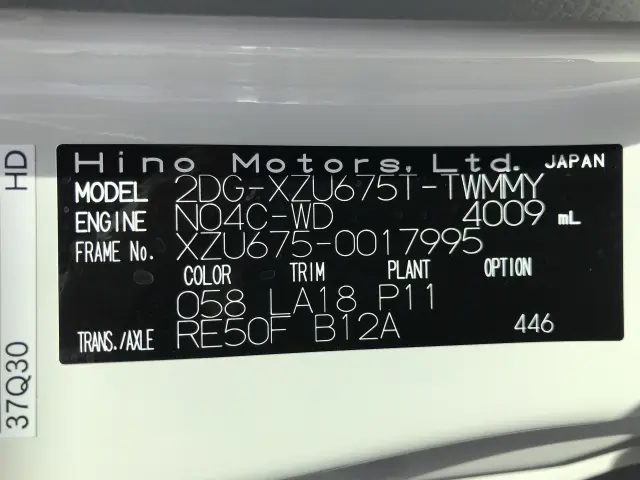 Hino Motors, Ltd. JAPAN
MODEL 2DG-XZU675T-TWMMY
ENGINE N04C-WD 4009 mL
FRAME No. XZU675-0017995
COLOR TRIM PLANT OPTION
058 LA18 P11
TRANS./AXLE RE50F B12A 446
37Q30 HD